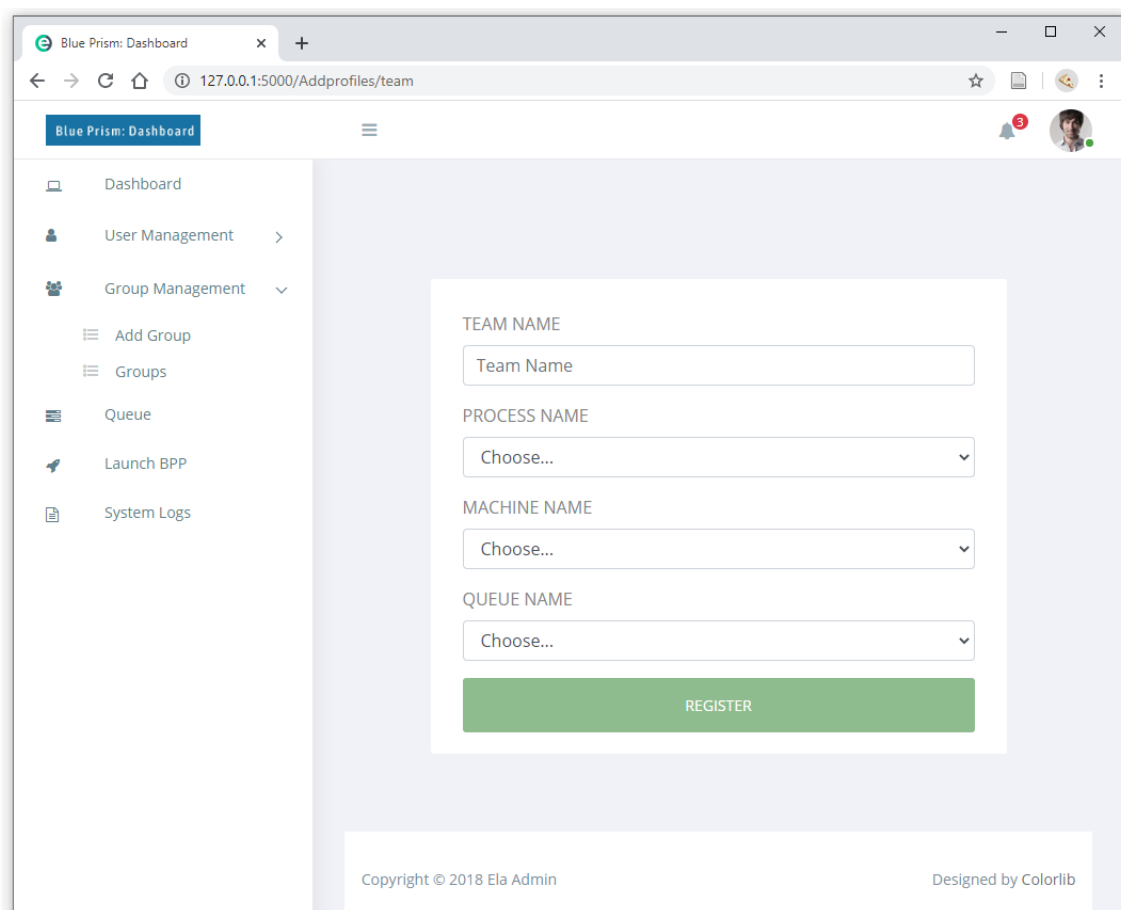 Blue Prism: Dashboard
127.0.0.1:5000/Addprofiles/team
Blue Prism: Dashboard
3
Dashboard
User Management
Group Management
Add Group
Groups
Queue
Launch BPP
System Logs
TEAM NAME
Team Name
PROCESS NAME
Choose...
MACHINE NAME
Choose...
QUEUE NAME
Choose...
REGISTER
Copyright © 2018 Ela Admin
Designed by Colorlib